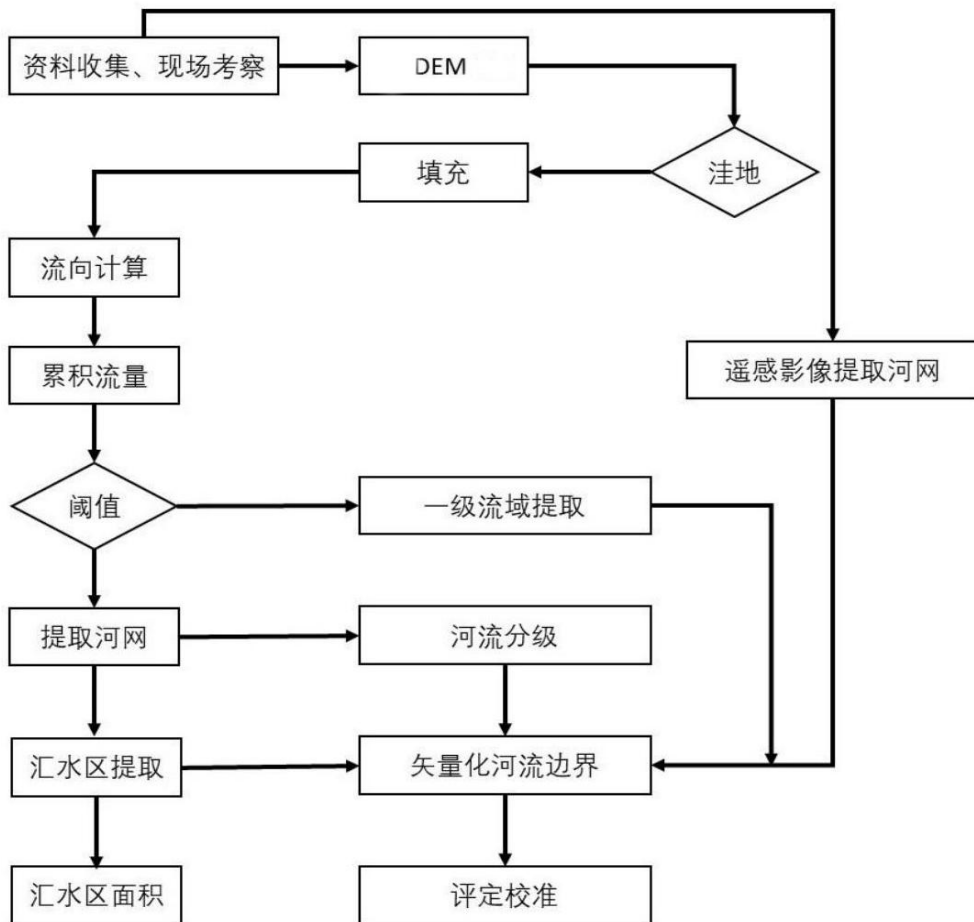 资料收集、现场考察
DEM
填充
洼地
流向计算
累积流量
遥感影像提取河网
阈值
一级流域提取
提取河网
河流分级
汇水区提取
矢量化河流边界
汇水区面积
评定校准